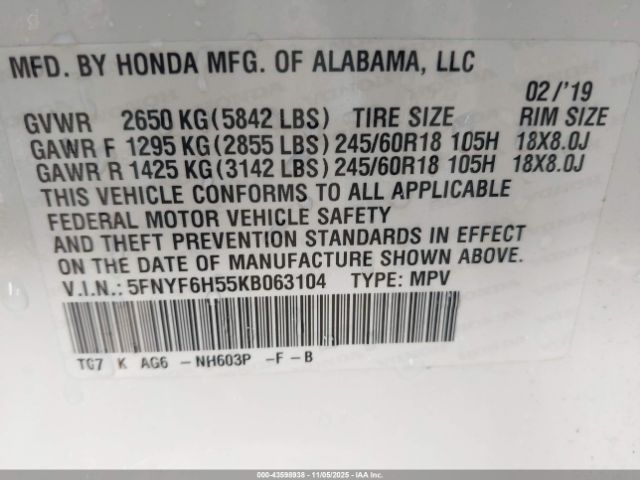 MFD. BY HONDA MFG. OF ALABAMA, LLC
02/'19
GVWR 2650 KG(5842 LBS) TIRE SIZE RIM SIZE
GAWR F 1295 KG(2855 LBS) 245/60R18 105H 18X8.0J
GAWR R 1425 KG(3142 LBS) 245/60R18 105H 18X8.0J
THIS VEHICLE CONFORMS TO ALL APPLICABLE
FEDERAL MOTOR VEHICLE SAFETY
AND THEFT PREVENTION STANDARDS IN EFFECT
ON THE DATE OF MANUFACTURE SHOWN ABOVE.
V.I.N.: 5FNYF6H55KB063104 TYPE: MPV
TG7 K AG6 -NH603P -F-B
000-43598938 - 11/05/2025 - IAA Inc.